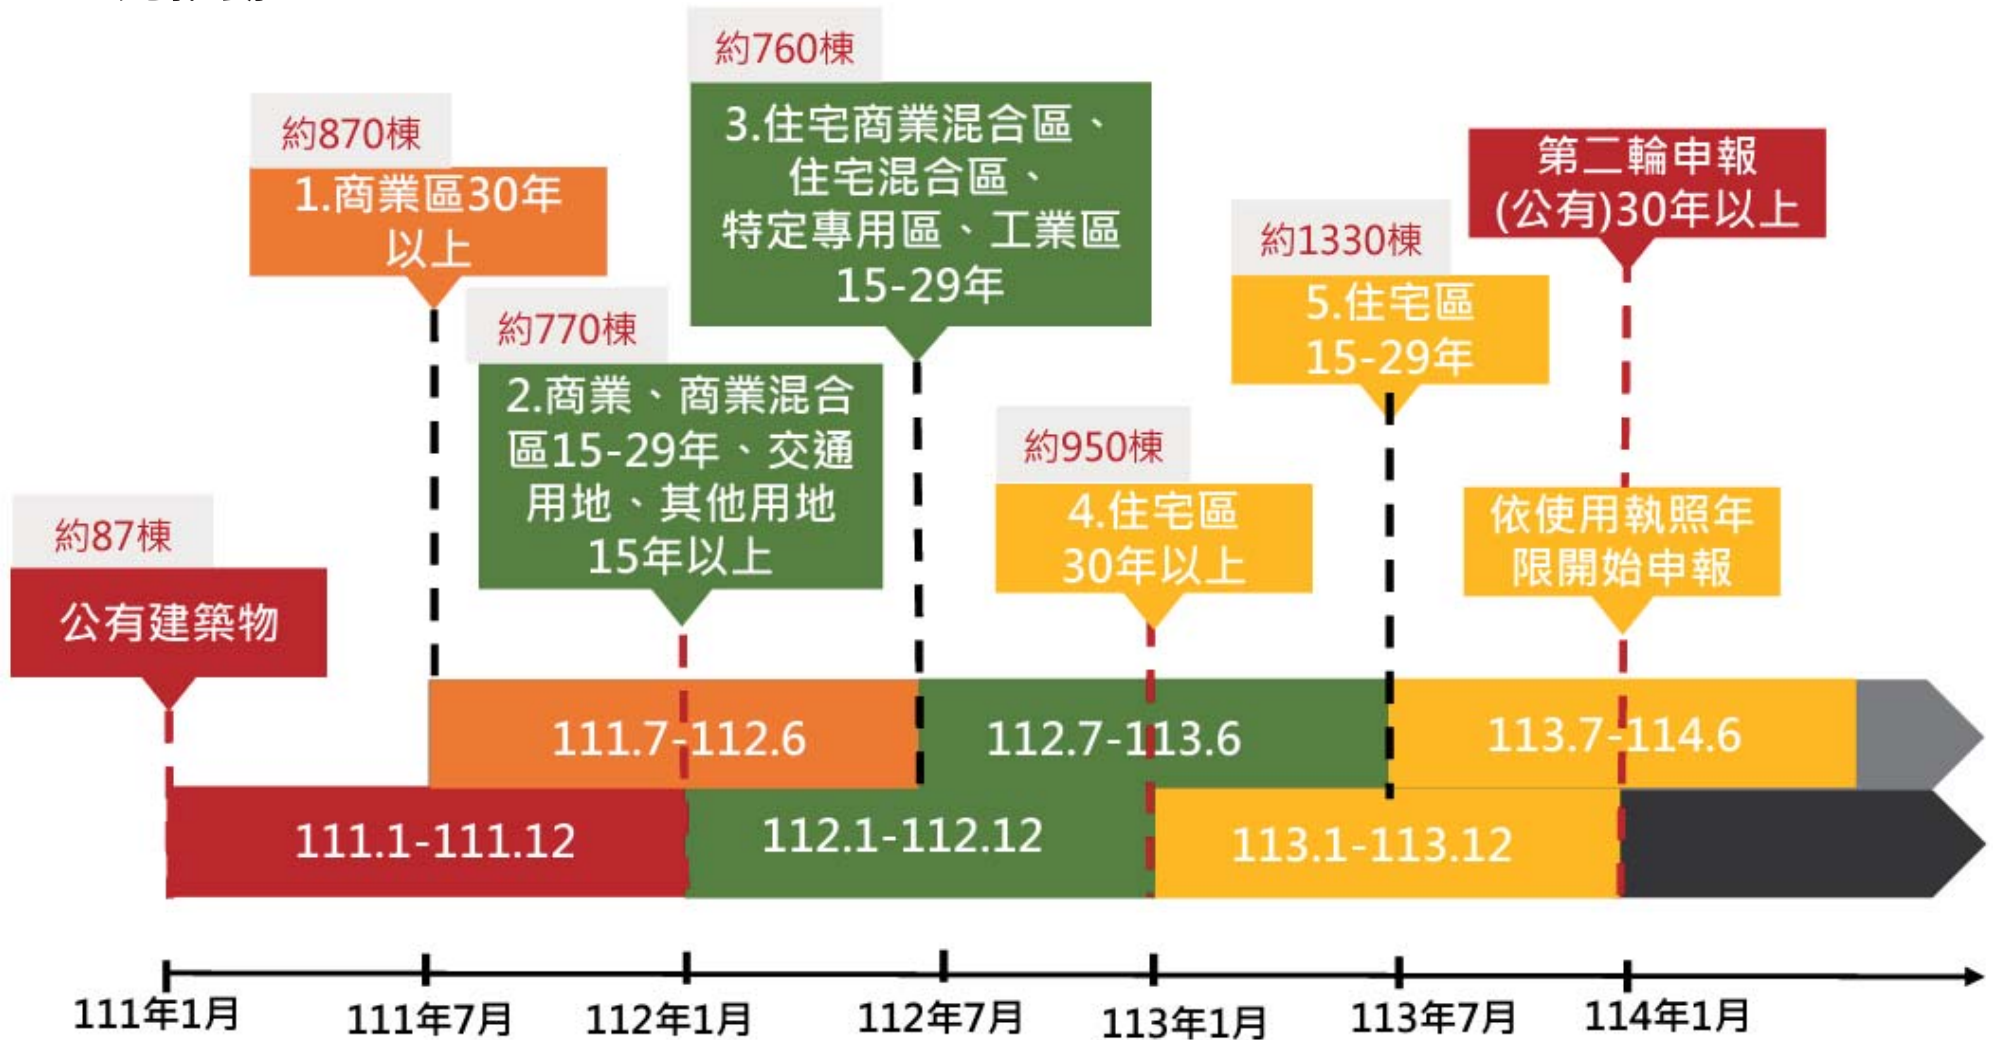 約760棟
3.住宅商業混合區、
住宅混合區、
特定專用區、工業區
15-29年
約870棟
1.商業區30年
以上
第二輪申報
(公有)30年以上
約1330棟
5.住宅區
15-29年
約770棟
2.商業、商業混合
區15-29年、交通
用地、其他用地
15年以上
約950棟
4.住宅區
30年以上
依使用執照年
限開始申報
約87棟
公有建築物
111.7-112.6
112.7-113.6
113.7-114.6
111.1-111.12
112.1-112.12
113.1-113.12
111年1月
111年7月
112年1月
112年7月
113年1月
113年7月
114年1月